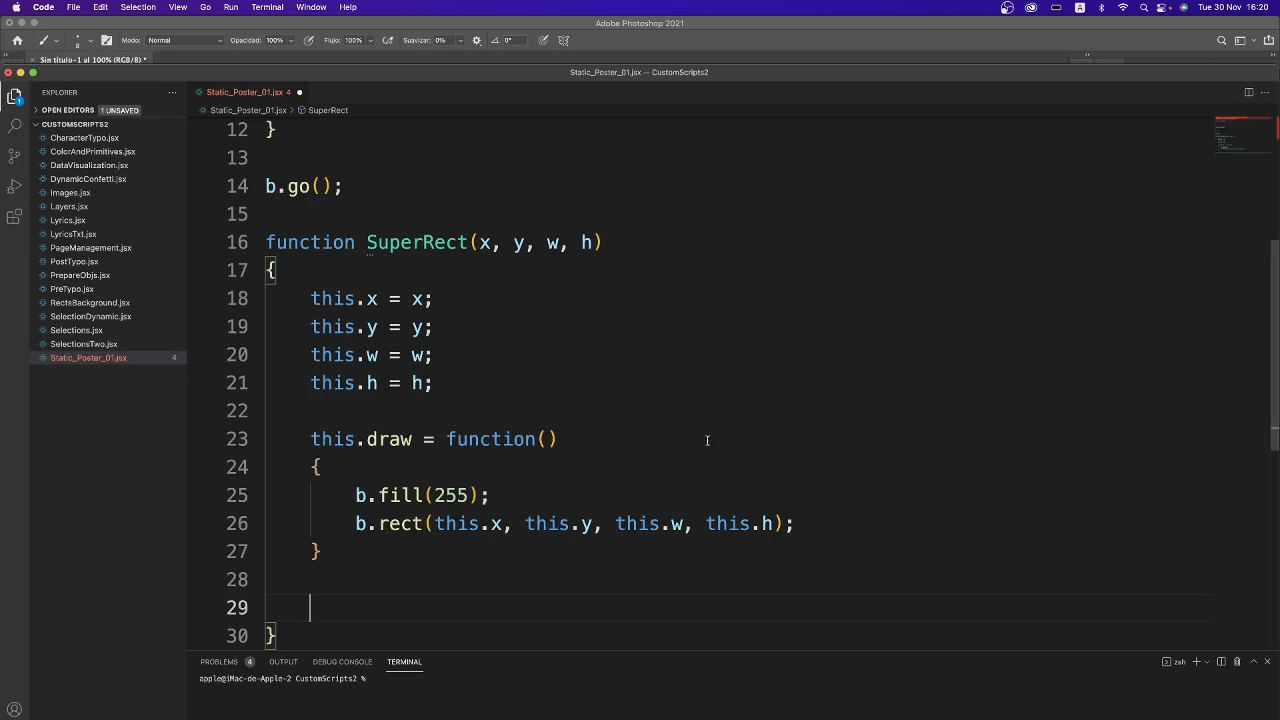 Code File Edit Selection View Go Run Terminal Window Help A Tue 30 Nov 16:20
Adobe Photoshop 2021
8 Modo: Normal Opacidad: 100% Flujo: 100% Suavizar: 0% 0°
Sin título-1 al 100% (RGB/8) *
Static_Poster_01.jsx — CustomScripts2
EXPLORER
Static_Poster_01.jsx 4
OPEN EDITORS 1 UNSAVED
Static_Poster_01.jsx > SuperRect
CUSTOMSCRIPTS2
CharacterTypo.jsx
ColorAndPrimitives.jsx
DataVisualization.jsx
DynamicConfetti.jsx
Images.jsx
Layers.jsx
Lyrics.jsx
LyricsTxt.jsx
PageManagement.jsx
PostTypo.jsx
PrepareObjs.jsx
PreTypo.jsx
RectsBackground.jsx
SelectionDynamic.jsx
Selections.jsx
SelectionsTwo.jsx
Static_Poster_01.jsx 4
12 }
13
14 b.go();
15
16 function SuperRect(x, y, w, h)
17 {
18 this.x = x;
19 this.y = y;
20 this.w = w;
21 this.h = h;
22
23 this.draw = function()
24 {
25 b.fill(255);
26 b.rect(this.x, this.y, this.w, this.h);
27 }
28
29
30 }
PROBLEMS 4 OUTPUT DEBUG CONSOLE TERMINAL
zsh
apple@iMac-de-Apple-2 CustomScripts2 %
1